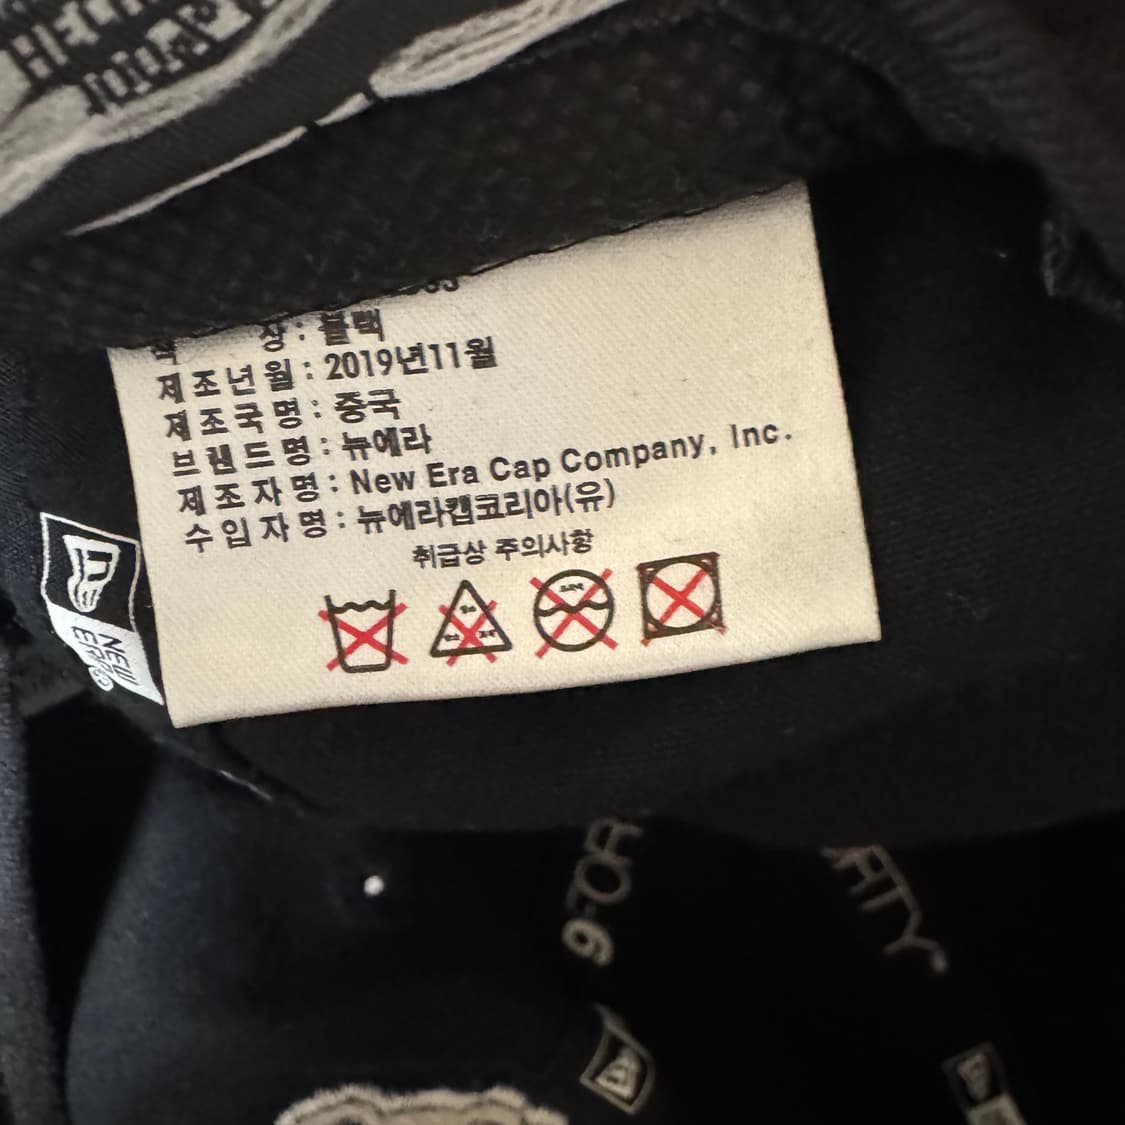 색 상 : 블랙
제조년월 : 2019년11월
제조국명 : 중국
브랜드명 : 뉴에라
제조자명 : New Era Cap Company, Inc.
수입자명 : 뉴에라캡코리아(유)
취급상 주의사항
NEW
ERA
9-FOR